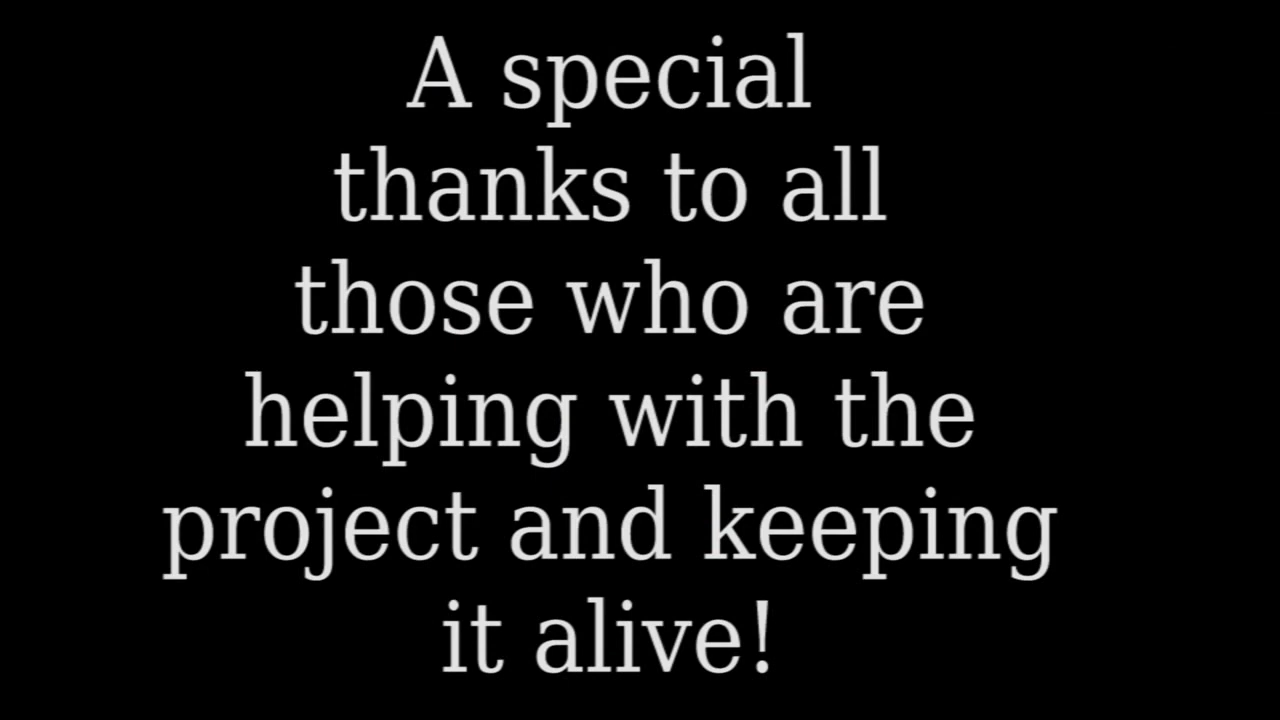 A special
thanks to all
those who are
helping with the
project and keeping
it alive!